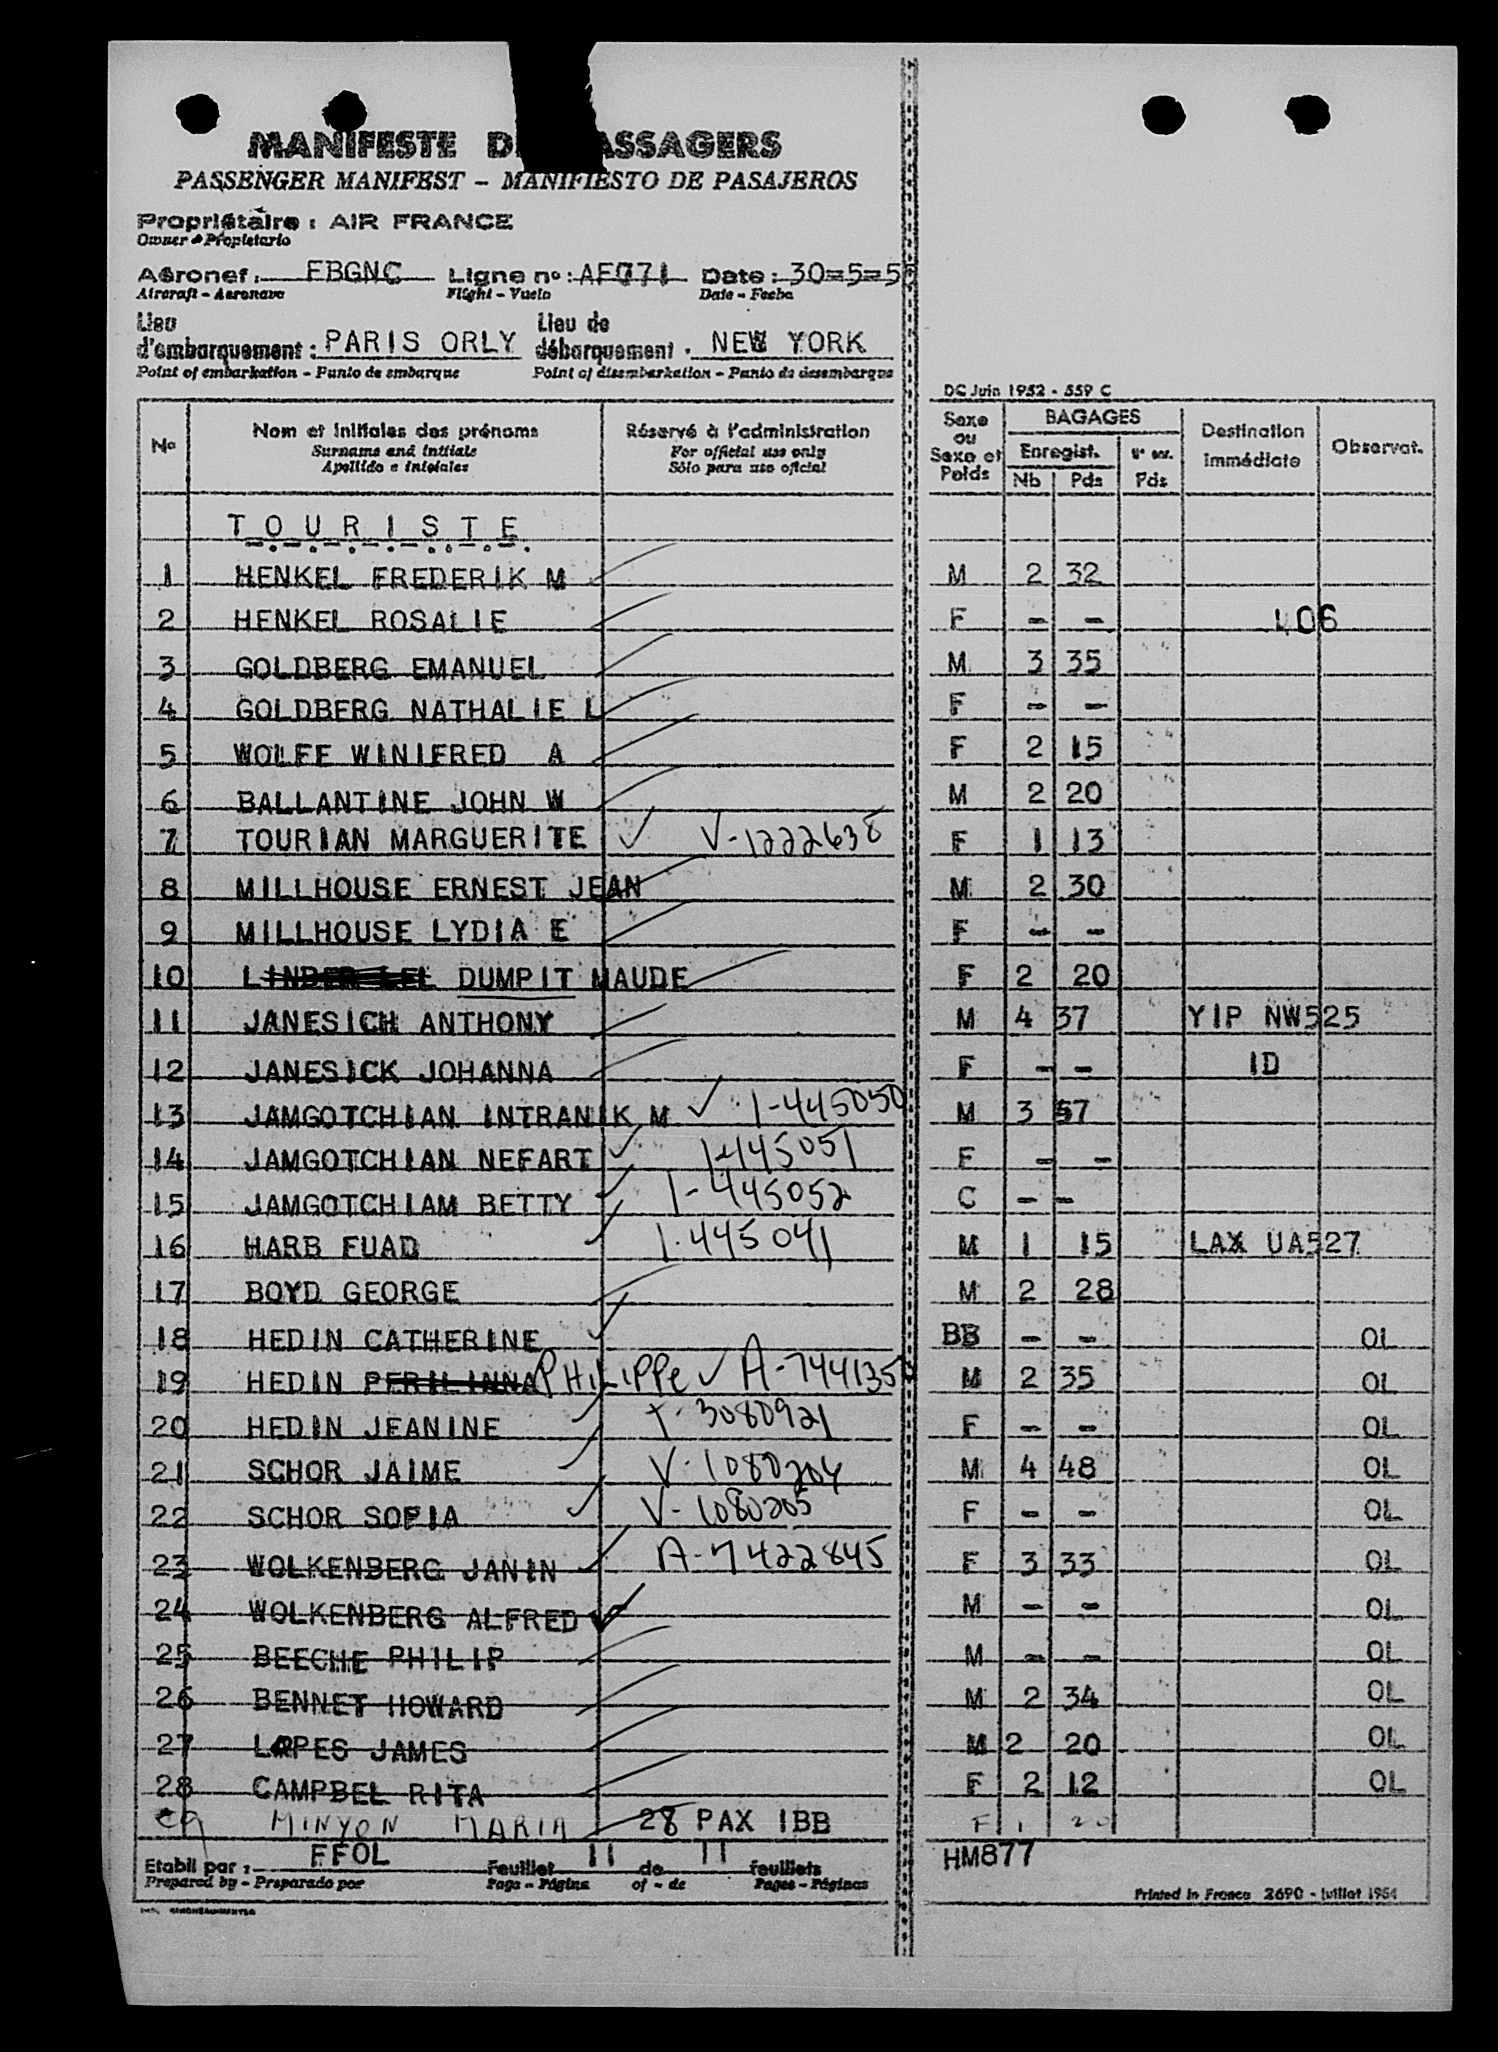 MANIFESTE D ASSAGERS
PASSENGER MANIFEST - MANIFIESTO DE PASAJEROS
Propriétaire : AIR FRANCE
Owner - Propietario
Aéronef : FBGNC Ligne no : AF071 Date : 30=5=5
Aircraft - Aeronave Flight - Vuelo Date - Fecha
Lieu d'embarquement : PARIS ORLY Lieu de débarquement : NEW YORK
Point of embarkation - Punto de embarque Point of disembarkation - Punto de desembarque
DC Juin 1952 - 559 C
No Nom et initiales des prénoms Réservé à l'administration Sexe ou Sexe et Poids BAGAGES Destination immédiate Observat.
Surname and initials For official use only Enregist.
Apellido e iniciales Sólo para uso oficial Nb Pds Pds
TOURISTE
1 HENKEL FREDERIK M M 2 32
2 HENKEL ROSALIE F - - 106
3 GOLDBERG EMANUEL M 3 35
4 GOLDBERG NATHALIE L F - -
5 WOLFE WINIFRED A F 2 15
6 BALLANTINE JOHN W M 2 20
7 TOURIAN MARGUERITE ✓ V-1222638 F 1 13
8 MILLHOUSE ERNEST JEAN M 2 30
9 MILLHOUSE LYDIA E F - -
10 DUMPIT MAUDE F 2 20
11 JANESICH ANTHONY M 4 37 YIP NW525
12 JANESICK JOHANNA F - - ID
13 JAMGOTCHIAN INTRANIK M ✓ 1-445050 M 3 57
14 JAMGOTCHIAN NEFART ✓ 1-445051 F - -
15 JAMGOTCHIAM BETTY ✓ 1-445052 C - -
16 HARB FUAD ✓ 1-445041 M 1 15 LAX UA527
17 BOYD GEORGE M 2 28
18 HEDIN CATHERINE ✓ BB - - OL
19 HEDIN PERILINNA PHILIPPE ✓ A-7441350 M 2 35 OL
20 HEDIN JEANINE ✓ T-3080921 F - - OL
21 SCHOR JAIME ✓ V-1080204 M 4 48 OL
22 SCHOR SOFIA ✓ V-1080205 F - - OL
23 WOLKENBERG JANIN ✓ A-7422845 F 3 33 OL
24 WOLKENBERG ALFRED ✓ M - - OL
25 BEECHE PHILIP M - - OL
26 BENNET HOWARD M 2 34 OL
27 LOPES JAMES M 2 20 OL
28 CAMPBEL RITA F 2 12 OL
29 MINYON MARIA 28 PAX 1BB F 1 20
Etabli par : FFOL Feuillet 11 de 11 feuillets HM877
Prepared by - Preparado por Page - Página of - de Pages - Páginas
Printed in France 2690 - Juillet 1954